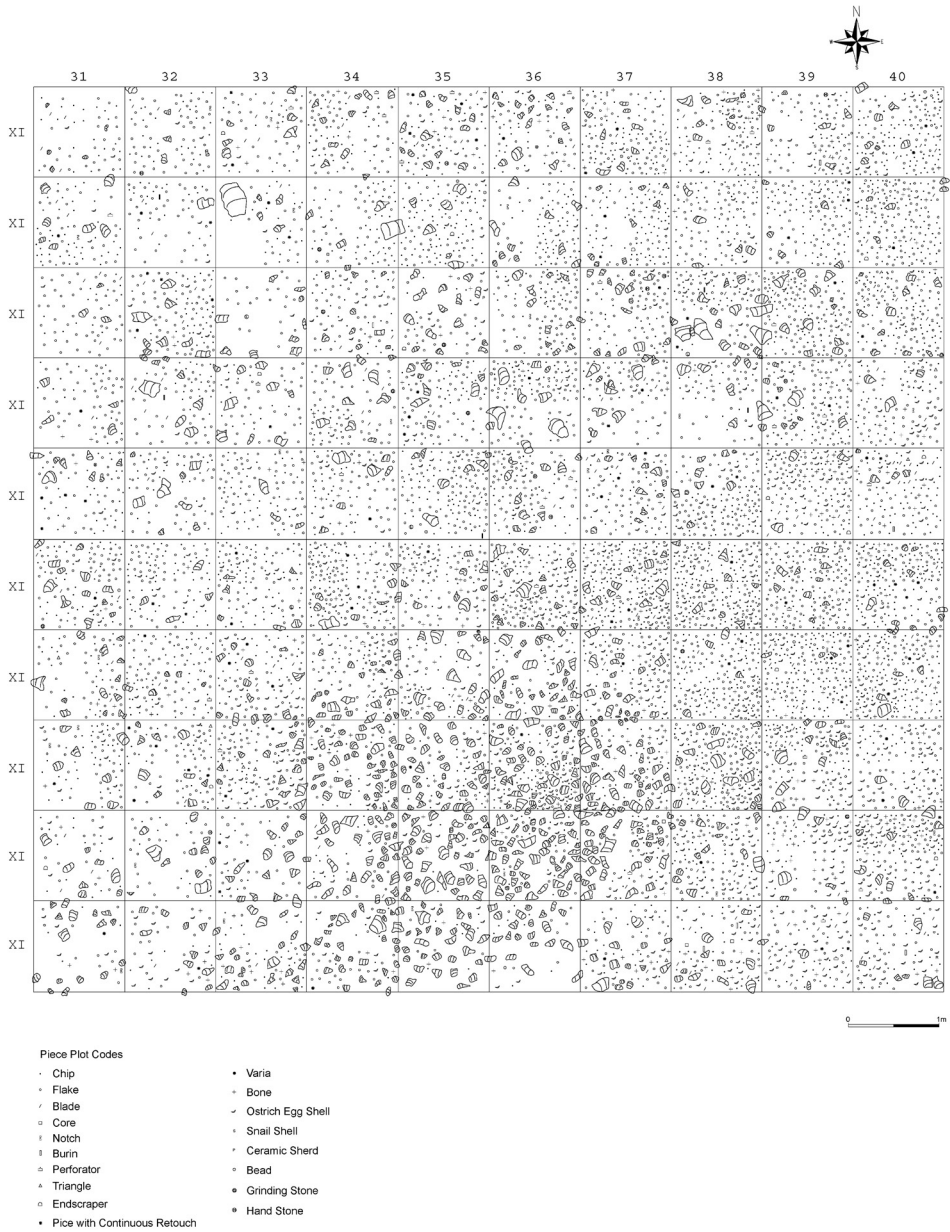 N
W E
S
31 32 33 34 35 36 37 38 39 40
XI
XI
XI
XI
XI
XI
XI
XI
XI
XI
0 1m
Piece Plot Codes
Chip
Flake
Blade
Core
Notch
Burin
Perforator
Triangle
Endscraper
Pice with Continuous Retouch
Varia
Bone
Ostrich Egg Shell
Snail Shell
Ceramic Sherd
Bead
Grinding Stone
Hand Stone